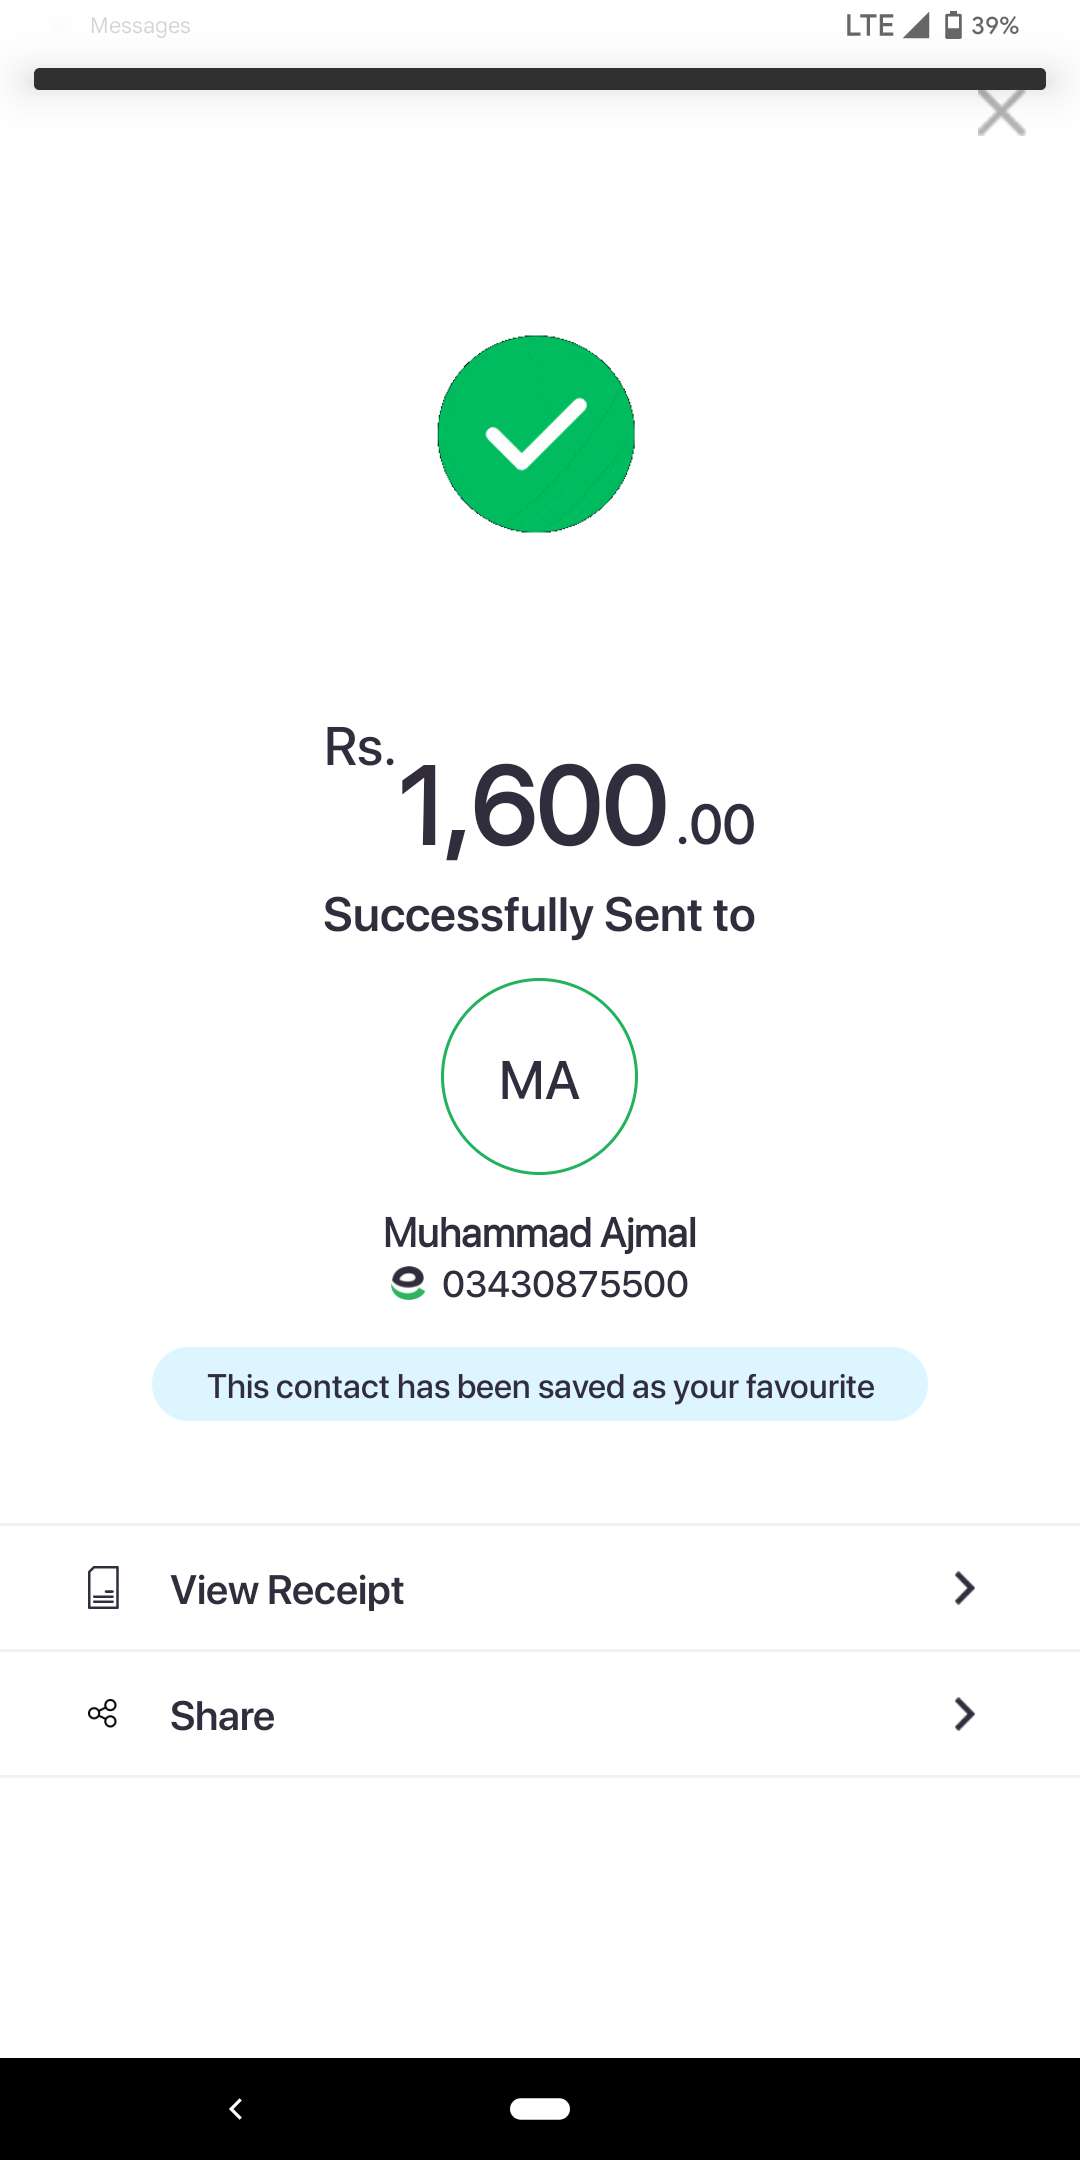 Messages
LTE 39%
Rs. 1,600.00
Successfully Sent to
MA
Muhammad Ajmal
03430875500
This contact has been saved as your favourite
View Receipt
Share